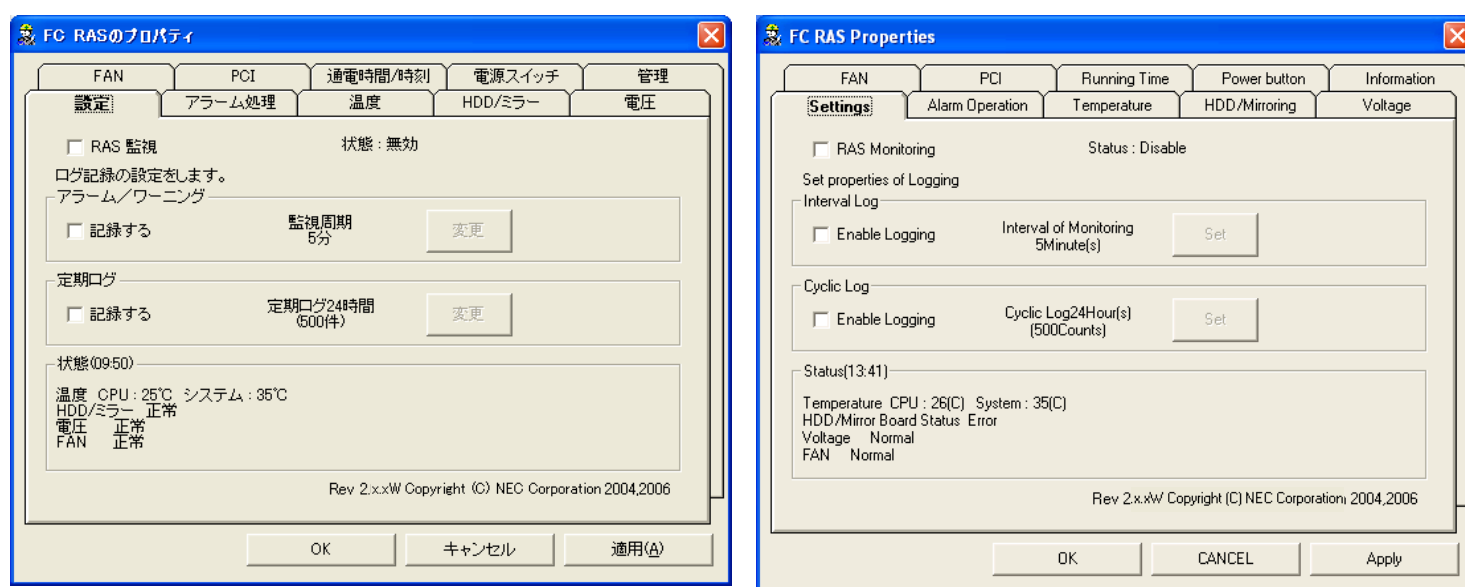 FC RASのプロパティ
FAN PCI 通電時間/時刻 電源スイッチ 管理
設定 アラーム処理 温度 HDD/ミラー 電圧
RAS 監視 状態 : 無効
ログ記録の設定をします。
アラーム／ワーニング
記録する 監視周期 変更
5分
定期ログ
記録する 定期ログ24時間 変更
(500件)
状態(09:50)
温度 CPU : 25℃ システム : 35℃
HDD/ミラー 正常
電圧 正常
FAN 正常
Rev 2.x.xW Copyright (C) NEC Corporation 2004,2006
OK キャンセル 適用(A)
FC RAS Properties
FAN PCI Running Time Power button Information
Settings Alarm Operation Temperature HDD/Mirroring Voltage
RAS Monitoring Status : Disable
Set properties of Logging
Interval Log
Enable Logging Interval of Monitoring Set
5Minute(s)
Cyclic Log
Enable Logging Cyclic Log24Hour(s) Set
(500Counts)
Status(13:41)
Temperature CPU : 26(C) System : 35(C)
HDD/Mirror Board Status Error
Voltage Normal
FAN Normal
Rev 2.x.xW Copyright (C) NEC Corporation 2004,2006
OK CANCEL Apply